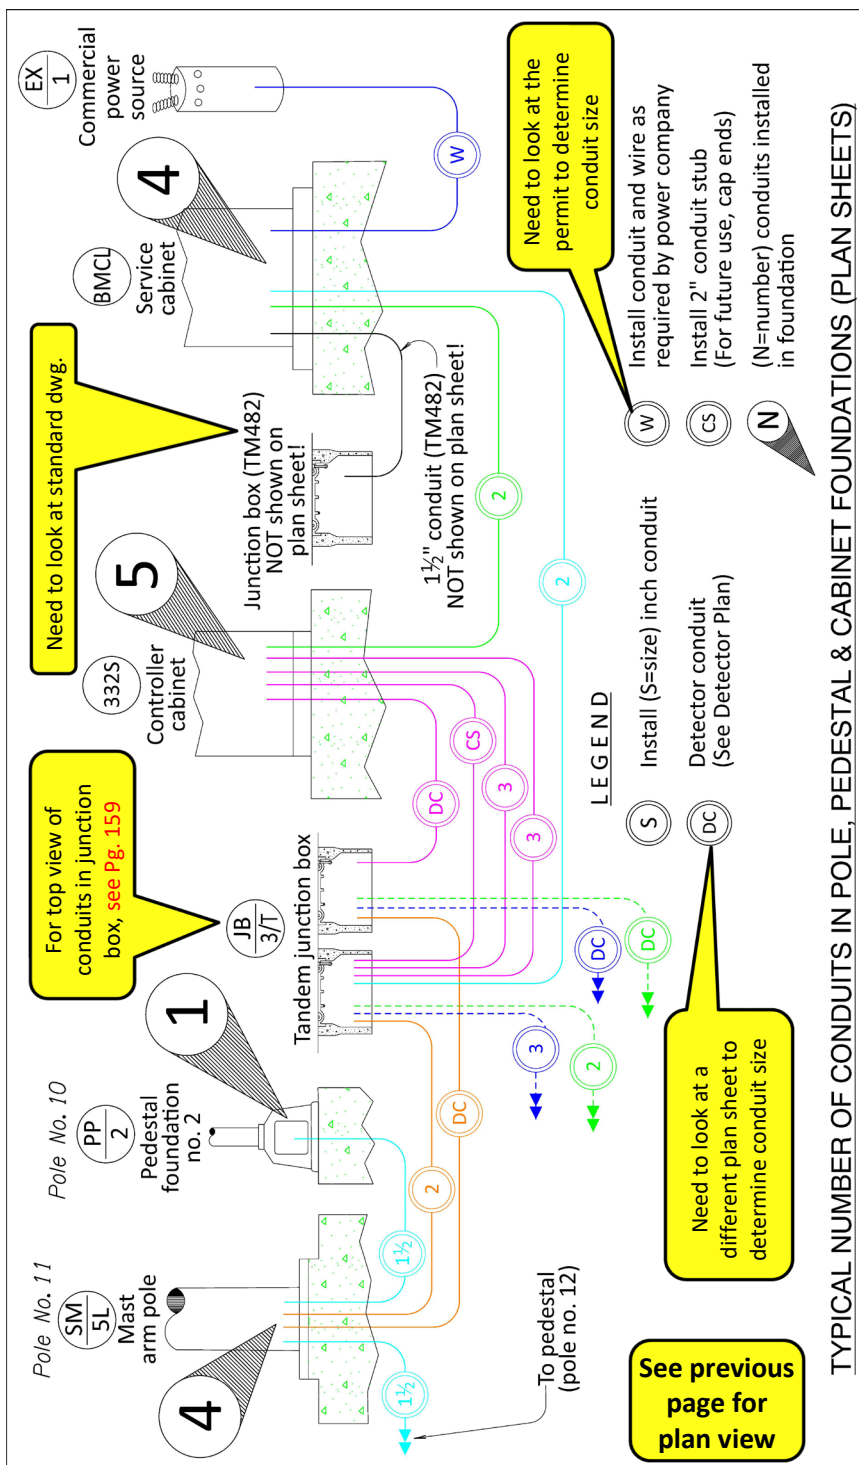 Pole No. 11
SM
5L
Mast
arm pole
4
Pole No. 10
PP
2
Pedestal
foundation
no. 2
1
For top view of
conduits in junction
box, see Pg. 159
JB
3/T
Tandem junction box
332S
Controller
cabinet
5
Need to look at standard dwg.
Junction box (TM482)
NOT shown on
plan sheet!
1½" conduit (TM482)
NOT shown on plan sheet!
BMCL
Service
cabinet
4
EX
1
Commercial
power
source
1½
1½
2
DC
3
2
DC
DC
DC
CS
3
3
2
2
W
To pedestal
(pole no. 12)
See previous
page for
plan view
Need to look at a
different plan sheet to
determine conduit size
Need to look at the
permit to determine
conduit size
LEGEND
S
Install (S=size) inch conduit
DC
Detector conduit
(See Detector Plan)
W
Install conduit and wire as
required by power company
CS
Install 2" conduit stub
(For future use, cap ends)
N
(N=number) conduits installed
in foundation
TYPICAL NUMBER OF CONDUITS IN POLE, PEDESTAL & CABINET FOUNDATIONS (PLAN SHEETS)